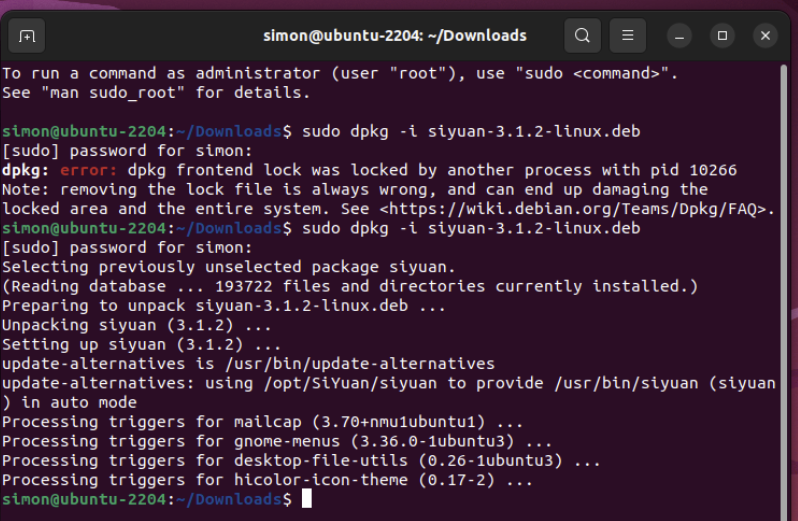 simon@ubuntu-2204: ~/Downloads
To run a command as administrator (user "root"), use "sudo <command>".
See "man sudo_root" for details.
simon@ubuntu-2204:~/Downloads$ sudo dpkg -i siyuan-3.1.2-linux.deb
[sudo] password for simon:
dpkg: error: dpkg frontend lock was locked by another process with pid 10266
Note: removing the lock file is always wrong, and can end up damaging the
locked area and the entire system. See <https://wiki.debian.org/Teams/Dpkg/FAQ>.
simon@ubuntu-2204:~/Downloads$ sudo dpkg -i siyuan-3.1.2-linux.deb
[sudo] password for simon:
Selecting previously unselected package siyuan.
(Reading database ... 193722 files and directories currently installed.)
Preparing to unpack siyuan-3.1.2-linux.deb ...
Unpacking siyuan (3.1.2) ...
Setting up siyuan (3.1.2) ...
update-alternatives is /usr/bin/update-alternatives
update-alternatives: using /opt/SiYuan/siyuan to provide /usr/bin/siyuan (siyuan
) in auto mode
Processing triggers for mailcap (3.70+nmu1ubuntu1) ...
Processing triggers for gnome-menus (3.36.0-1ubuntu3) ...
Processing triggers for desktop-file-utils (0.26-1ubuntu3) ...
Processing triggers for hicolor-icon-theme (0.17-2) ...
simon@ubuntu-2204:~/Downloads$